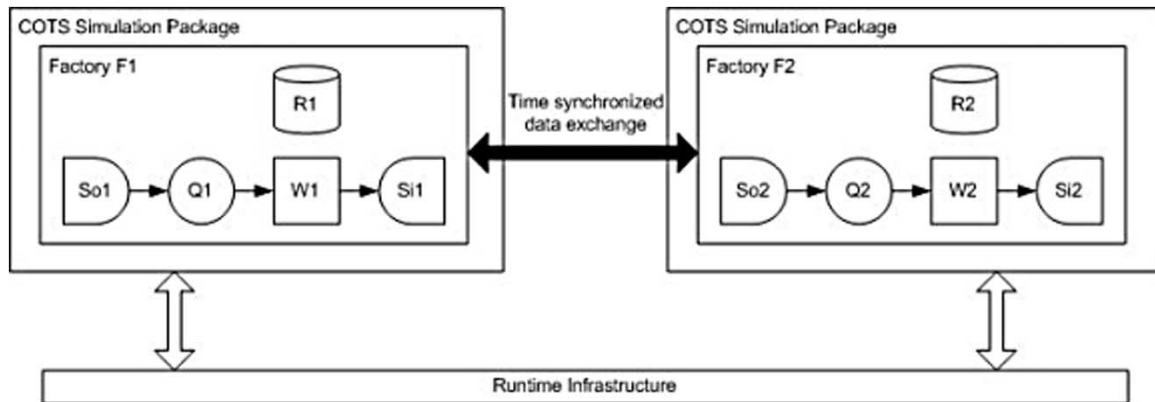 COTS Simulation Package
Factory F1
R1
So1
Q1
W1
Si1
Time synchronized
data exchange
COTS Simulation Package
Factory F2
R2
So2
Q2
W2
Si2
Runtime Infrastructure